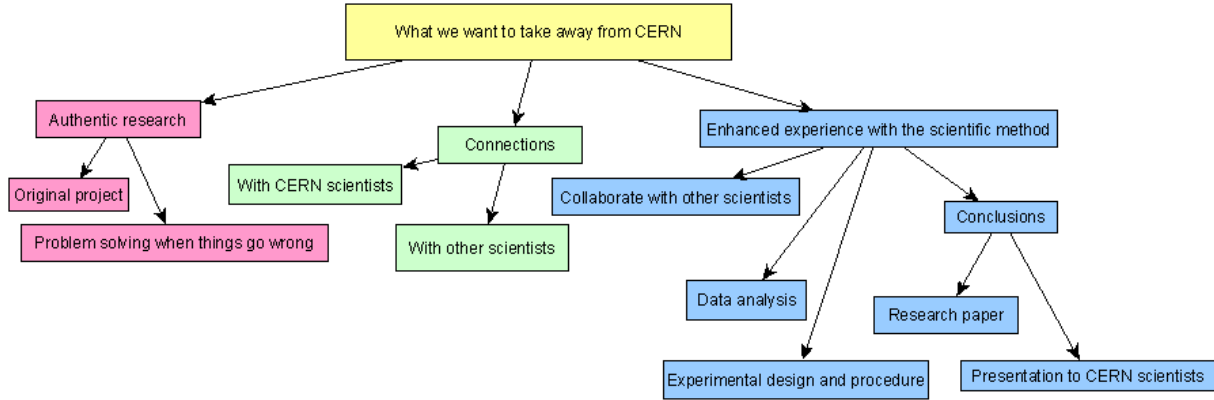 What we want to take away from CERN
Authentic research
Connections
Enhanced experience with the scientific method
Original project
With CERN scientists
Collaborate with other scientists
Conclusions
Problem solving when things go wrong
With other scientists
Data analysis
Research paper
Experimental design and procedure
Presentation to CERN scientists